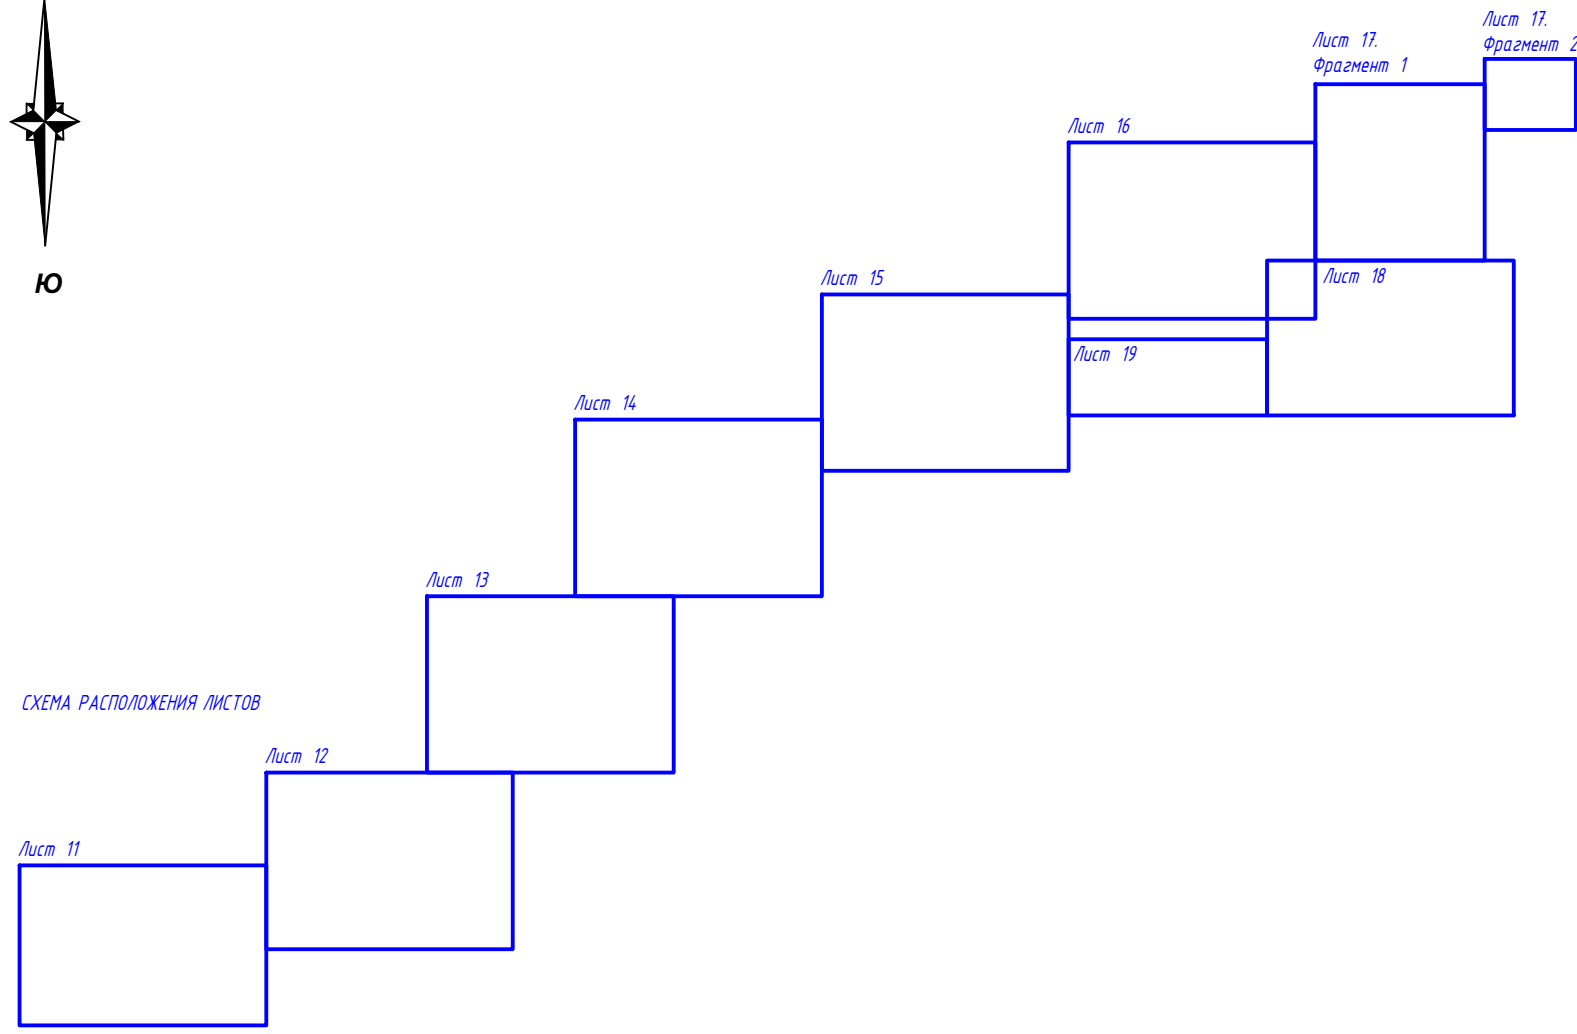 Лист 17.
Фрагмент 2
Лист 17.
Фрагмент 1
Лист 16
Ю
Лист 15
Лист 18
Лист 19
Лист 14
Лист 13
СХЕМА РАСПОЛОЖЕНИЯ ЛИСТОВ
Лист 12
Лист 11